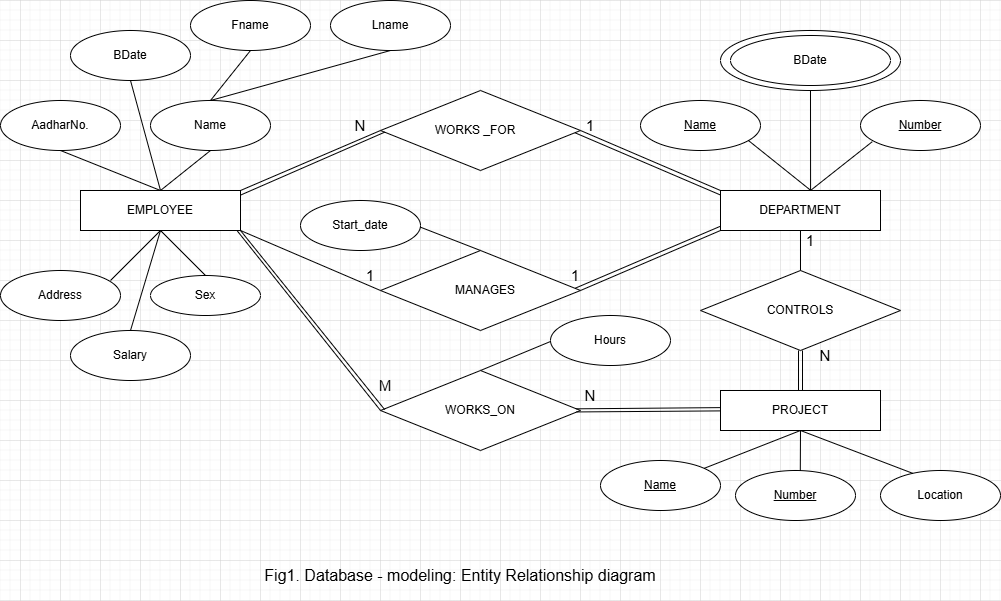 Fname
Lname
BDate
BDate
AadharNo.
Name
N
WORKS _FOR
1
Name
Number
EMPLOYEE
DEPARTMENT
Start_date
1
1
MANAGES
1
Address
Sex
CONTROLS
Salary
Hours
N
M
N
WORKS_ON
PROJECT
Name
Number
Location
Fig1. Database - modeling: Entity Relationship diagram